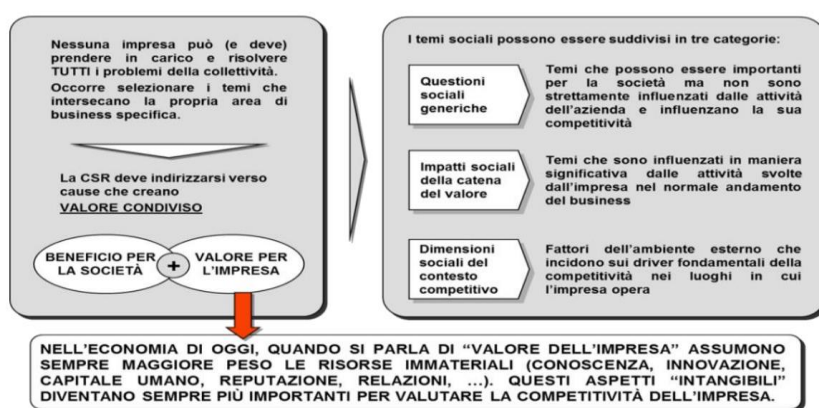 Nessuna impresa può (e deve)
prendere in carico e risolvere
TUTTI i problemi della collettività.
Occorre selezionare i temi che
intersecano la propria area di
business specifica.
La CSR deve indirizzarsi verso
cause che creano
VALORE CONDIVISO
BENEFICIO PER
LA SOCIETÀ
+
VALORE PER
L'IMPRESA
I temi sociali possono essere suddivisi in tre categorie:
Questioni
sociali
generiche
Temi che possono essere importanti
per la società ma non sono
strettamente influenzati dalle attività
dell'azienda e influenzano la sua
competitività
Impatti sociali
della catena
del valore
Temi che sono influenzati in maniera
significativa dalle attività svolte
dall'impresa nel normale andamento
del business
Dimensioni
sociali del
contesto
competitivo
Fattori dell'ambiente esterno che
incidono sui driver fondamentali della
competitività nei luoghi in cui
l'impresa opera
NELL'ECONOMIA DI OGGI, QUANDO SI PARLA DI “VALORE DELL'IMPRESA” ASSUMONO
SEMPRE MAGGIORE PESO LE RISORSE IMMATERIALI (CONOSCENZA, INNOVAZIONE,
CAPITALE UMANO, REPUTAZIONE, RELAZIONI, ...). QUESTI ASPETTI “INTANGIBILI”
DIVENTANO SEMPRE PIÙ IMPORTANTI PER VALUTARE LA COMPETITIVITÀ DELL'IMPRESA.